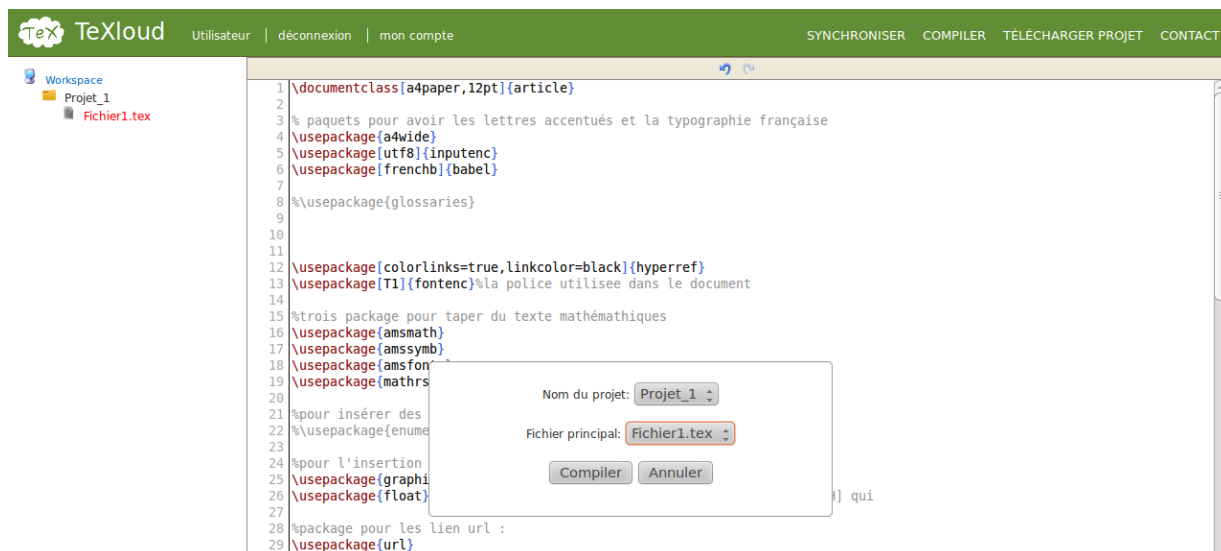 TeX TeXloud Utilisateur | déconnexion | mon compte SYNCHRONISER COMPILER TÉLÉCHARGER PROJET CONTACT
Workspace
Projet_1
Fichier1.tex
1 \documentclass[a4paper,12pt]{article}
2
3 % paquets pour avoir les lettres accentués et la typographie française
4 \usepackage{a4wide}
5 \usepackage[utf8]{inputenc}
6 \usepackage[frenchb]{babel}
7
8 %\usepackage{glossaries}
9
10
11
12 \usepackage[colorlinks=true,linkcolor=black]{hyperref}
13 \usepackage[T1]{fontenc}%la police utilisee dans le document
14
15 %trois package pour taper du texte mathémathiques
16 \usepackage{amsmath}
17 \usepackage{amssymb}
18 \usepackage{amsfon
19 \usepackage{mathrs
20
21 %pour insérer des
22 %\usepackage{enume
23
24 %pour l'insertion
25 \usepackage{graphi
26 \usepackage{float} ] qui
27
28 %package pour les lien url :
29 \usepackage{url}
Nom du projet: Projet_1
Fichier principal: Fichier1.tex
Compiler Annuler